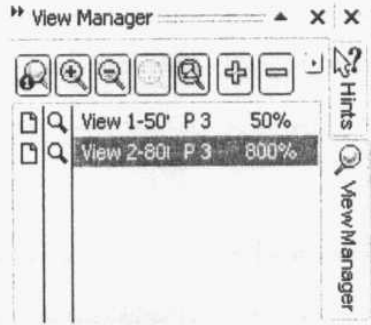 View Manager
View 1-50' P 3 50%
View 2-80( P 3 800%
Hints
View Manager